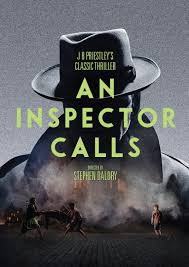 J B PRIESTLEY'S
CLASSIC THRILLER
AN
INSPECTOR
CALLS
DIRECTED BY
STEPHEN DALDRY